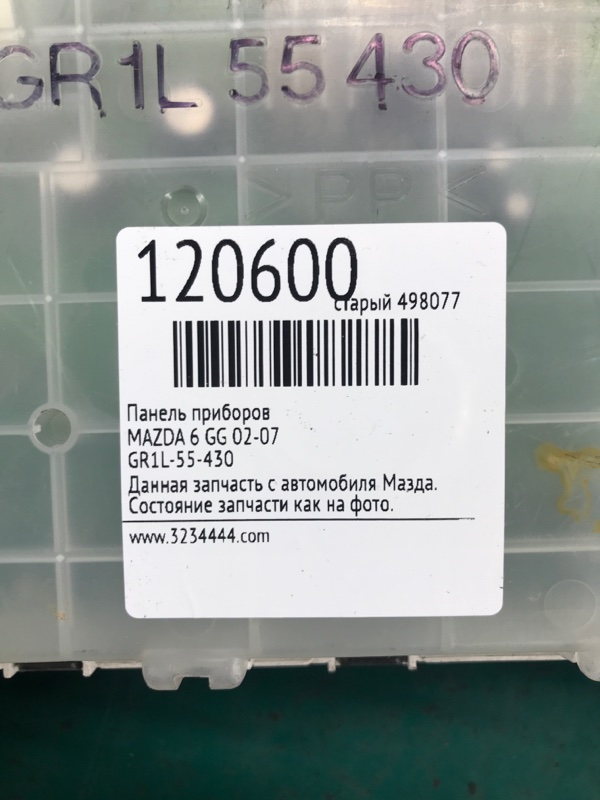 GR1L 55 430
>PP<
120600
старый 498077
Панель приборов
MAZDA 6 GG 02-07
GR1L-55-430
Данная запчасть с автомобиля Мазда.
Состояние запчасти как на фото.
www.3234444.com